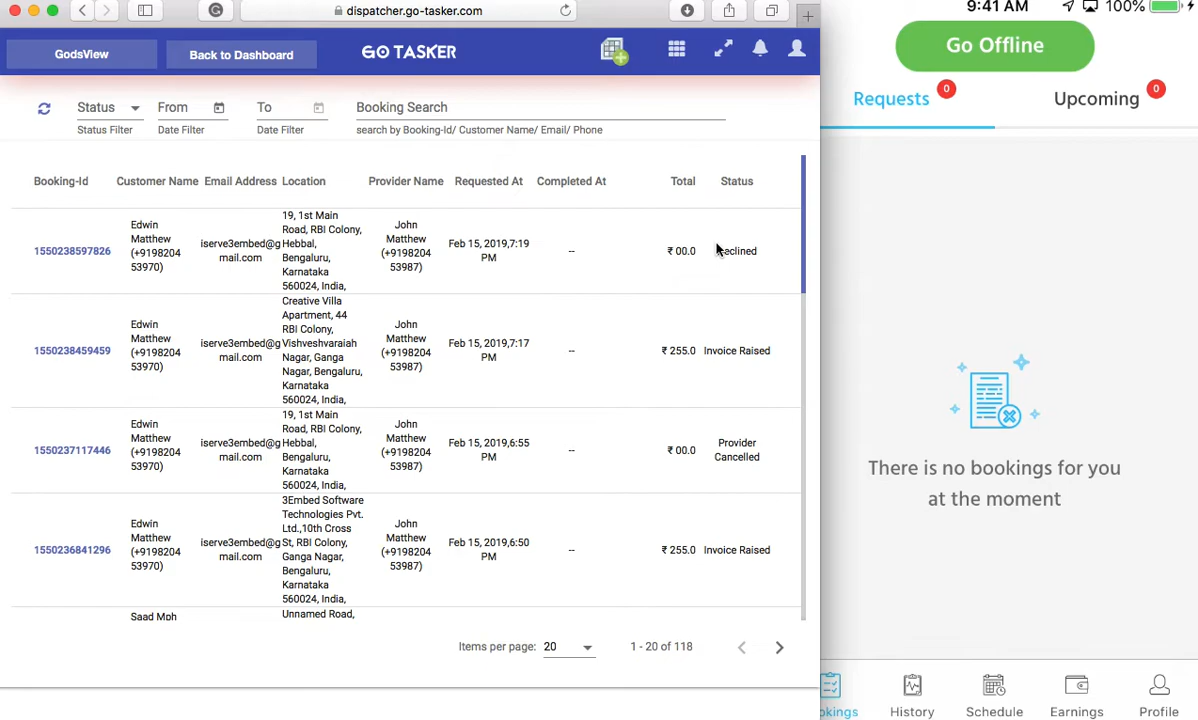 dispatcher.go-tasker.com
9:41 AM
100%
GodsView
Back to Dashboard
GO TASKER
Go Offline
Requests
0
Upcoming
0
Status
From
To
Booking Search
Status Filter
Date Filter
Date Filter
search by Booking-Id/ Customer Name/ Email/ Phone
Booking-Id
Customer Name
Email Address
Location
Provider Name
Requested At
Completed At
Total
Status
1550238597826
Edwin
Matthew
(+9198204
53970)
iserve3embed@g
mail.com
19, 1st Main
Road, RBI Colony,
Hebbal,
Bengaluru,
Karnataka
560024, India,
John
Matthew
(+9198204
53987)
Feb 15, 2019,7:19
PM
--
₹ 00.0
eclined
1550238459459
Edwin
Matthew
(+9198204
53970)
iserve3embed@g
mail.com
Creative Villa
Apartment, 44
RBI Colony,
Vishveshvaraiah
Nagar, Ganga
Nagar, Bengaluru,
Karnataka
560024, India,
John
Matthew
(+9198204
53987)
Feb 15, 2019,7:17
PM
--
₹ 255.0
Invoice Raised
1550237117446
Edwin
Matthew
(+9198204
53970)
iserve3embed@g
mail.com
19, 1st Main
Road, RBI Colony,
Hebbal,
Bengaluru,
Karnataka
560024, India,
John
Matthew
(+9198204
53987)
Feb 15, 2019,6:55
PM
--
₹ 00.0
Provider
Cancelled
1550236841296
Edwin
Matthew
(+9198204
53970)
iserve3embed@g
mail.com
3Embed Software
Technologies Pvt.
Ltd.,10th Cross
St, RBI Colony,
Ganga Nagar,
Bengaluru,
Karnataka
560024, India,
John
Matthew
(+9198204
53987)
Feb 15, 2019,6:50
PM
--
₹ 255.0
Invoice Raised
Saad Mph
Unnamed Road,
Items per page:
20
1 - 20 of 118
There is no bookings for you
at the moment
okings
History
Schedule
Earnings
Profile